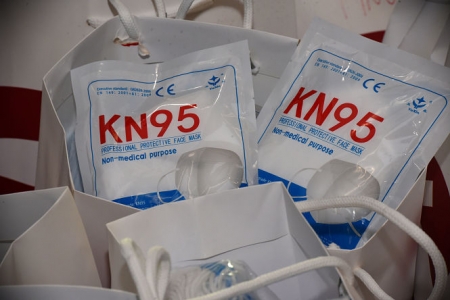 CE
KN95
PROFESSIONAL PROTECTIVE FACE MASK
Non-medical purpose
CE
KN95
PROFESSIONAL PROTECTIVE FACE MASK
Non-medical purpose